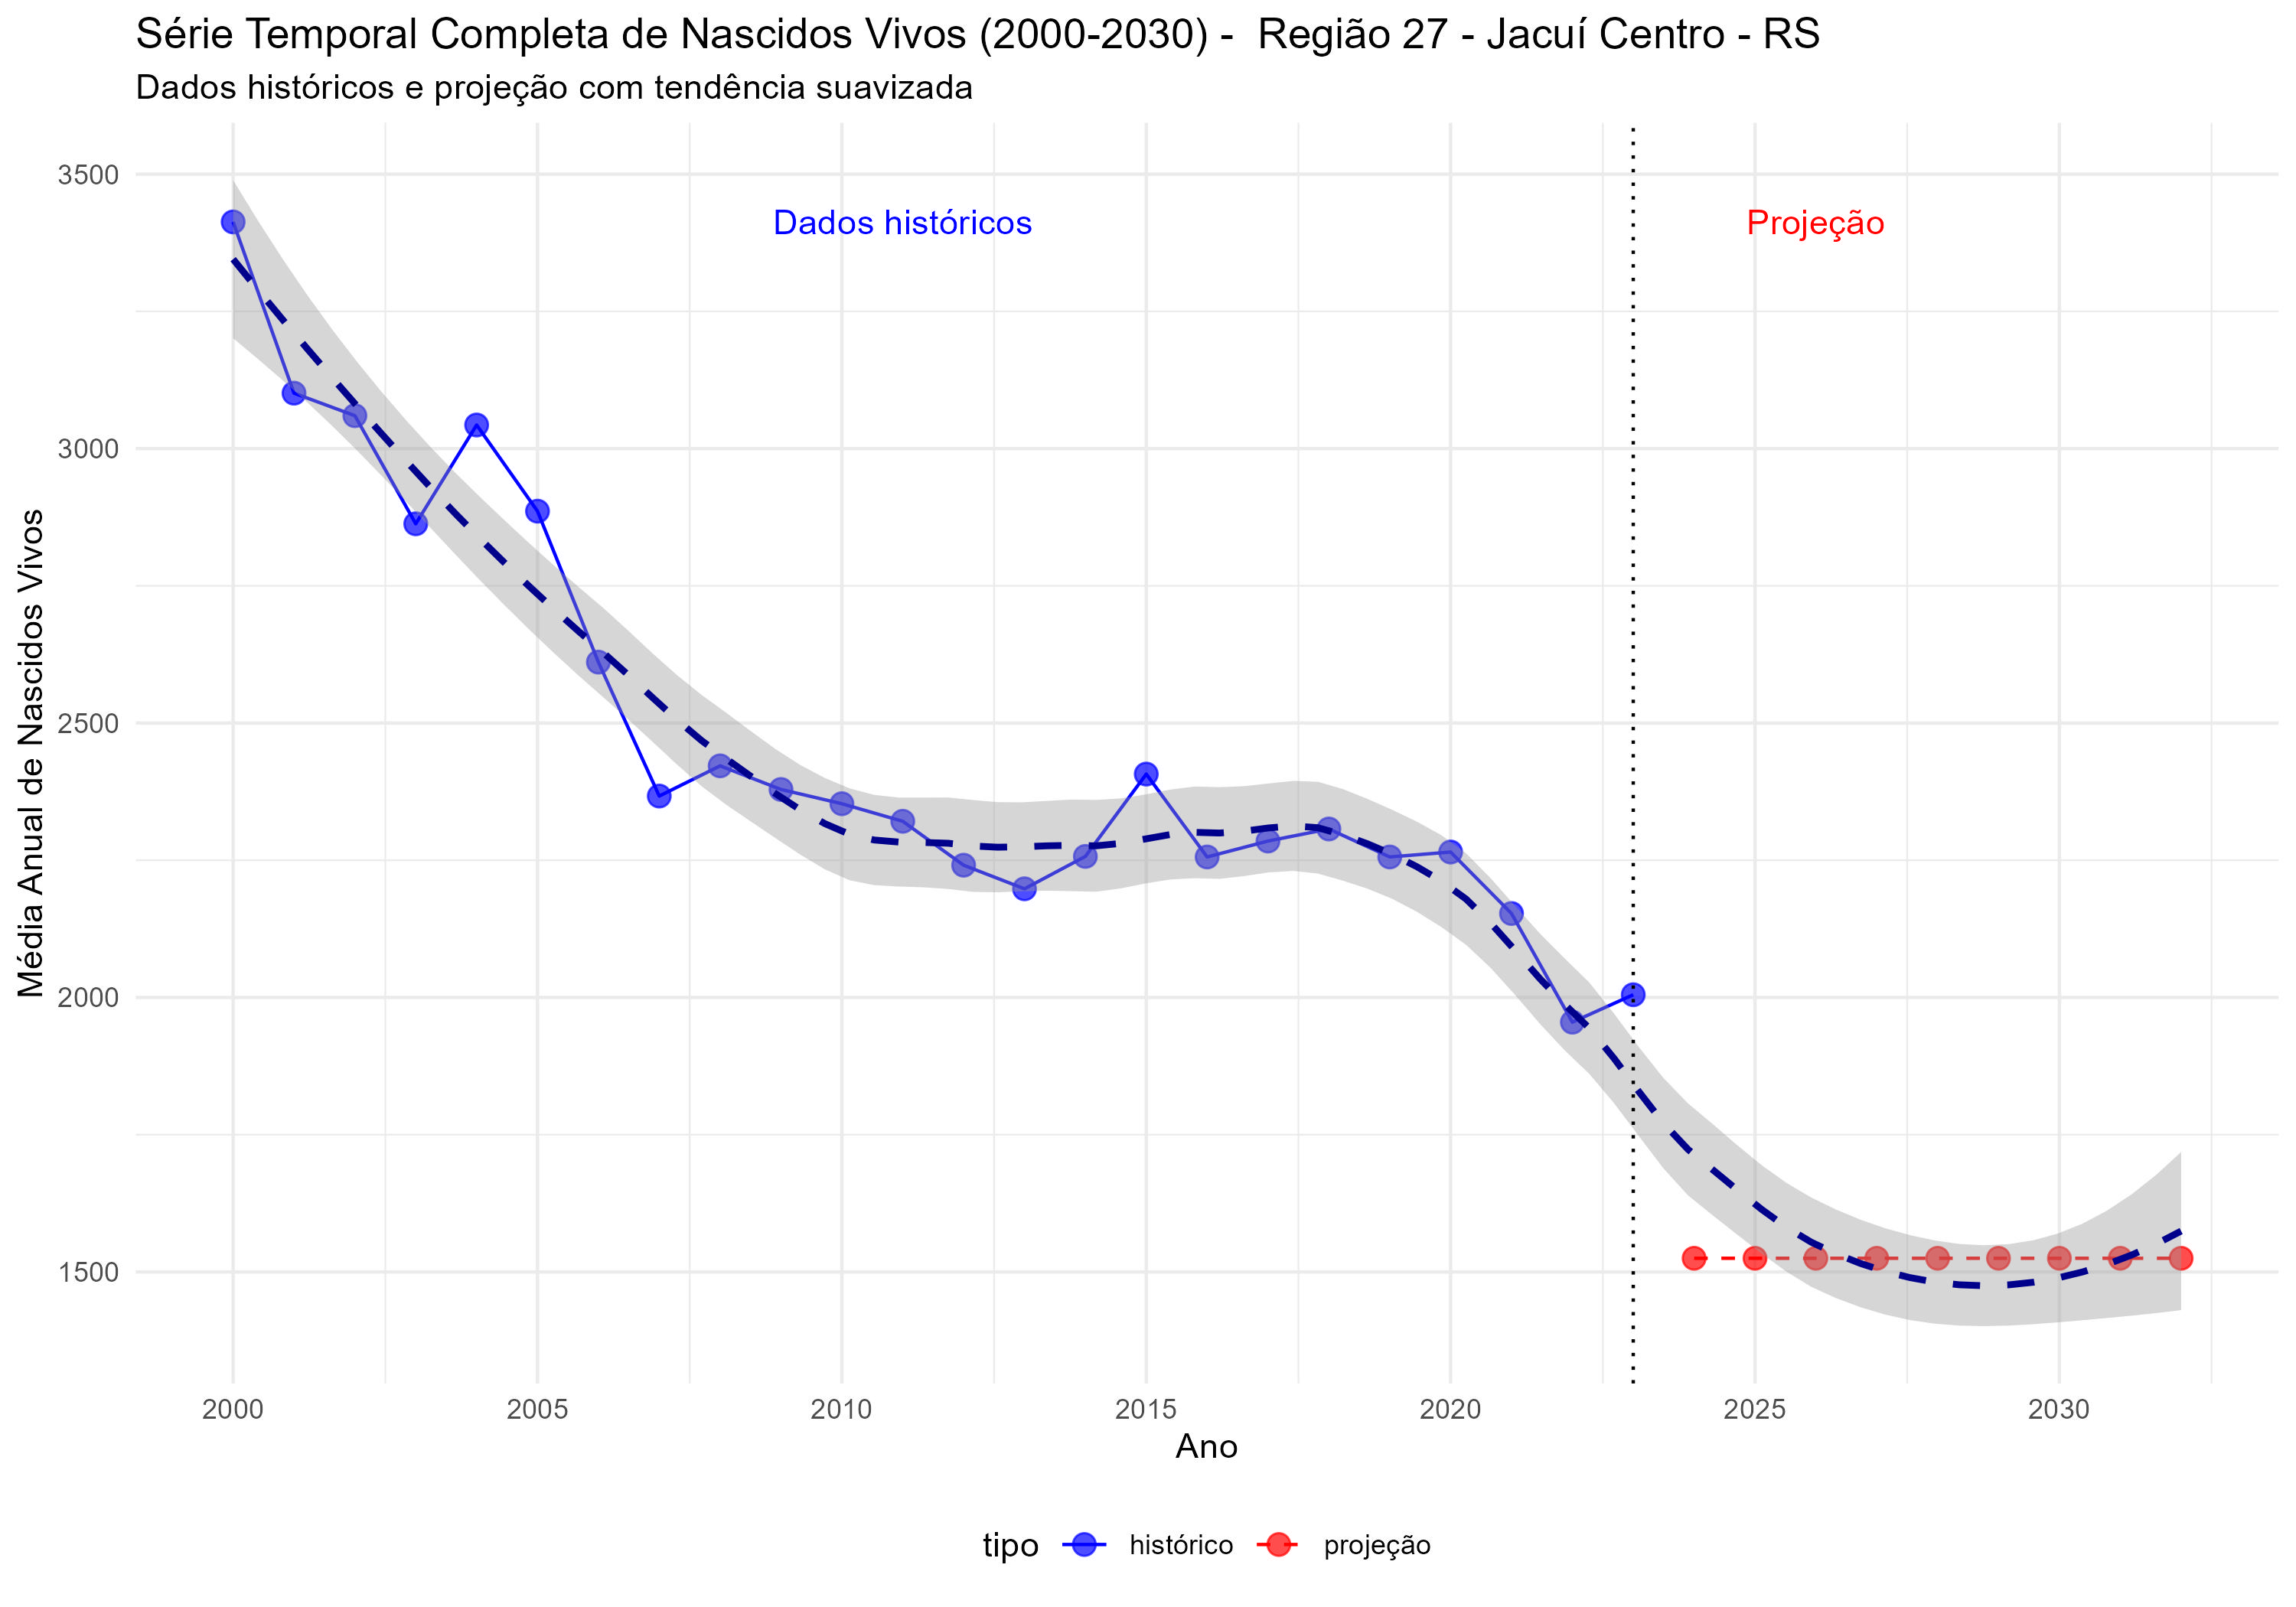 Série Temporal Completa de Nascidos Vivos (2000-2030) -  Região 27 - Jacuí Centro - RS
Dados históricos e projeção com tendência suavizada
Dados históricos
Projeção
Média Anual de Nascidos Vivos
3500
3000
2500
2000
1500
2000
2005
2010
2015
2020
2025
2030
Ano
tipo
histórico
projeção